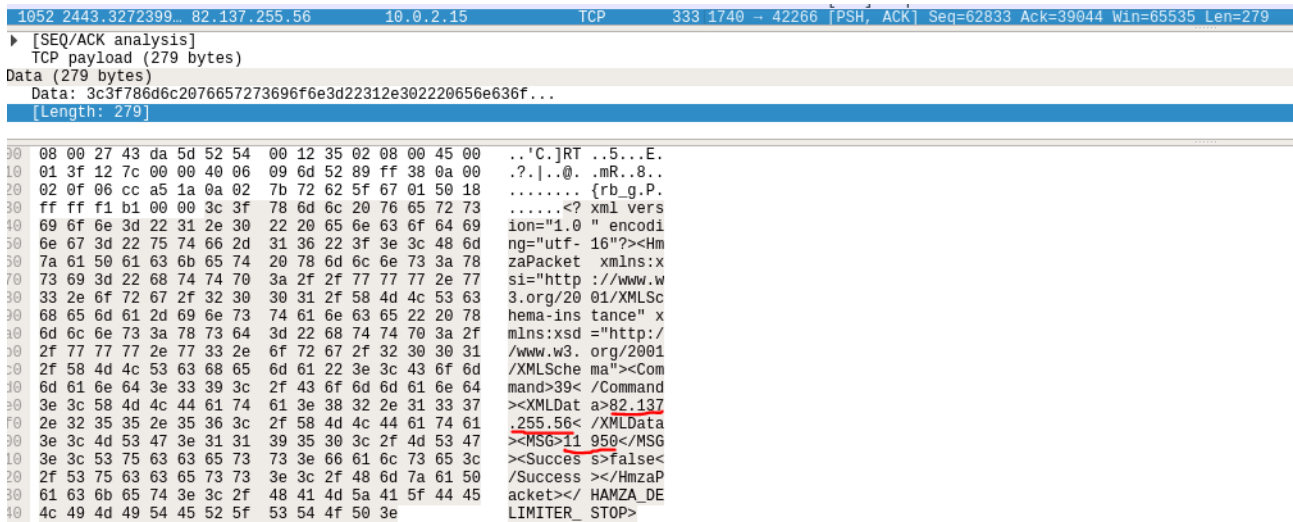 1052 2443.3272399… 82.137.255.56 10.0.2.15 TCP 333 1740 → 42266 [PSH, ACK] Seq=62833 Ack=39044 Win=65535 Len=279
[SEQ/ACK analysis]
TCP payload (279 bytes)
Data (279 bytes)
Data: 3c3f786d6c2076657273696f6e3d22312e302220656e636f...
[Length: 279]
00 08 00 27 43 da 5d 52 54 00 12 35 02 08 00 45 00 ..'C.]RT ..5...E.
10 01 3f 12 7c 00 00 40 06 09 6d 52 89 ff 38 0a 00 .?.|..@. .mR..8..
20 02 0f 06 cc a5 1a 0a 02 7b 72 62 5f 67 01 50 18 ........ {rb_g.P.
30 ff ff f1 b1 00 00 3c 3f 78 6d 6c 20 76 65 72 73 ......<? xml vers
40 69 6f 6e 3d 22 31 2e 30 22 20 65 6e 63 6f 64 69 ion="1.0 " encodi
50 6e 67 3d 22 75 74 66 2d 31 36 22 3f 3e 3c 48 6d ng="utf- 16"?><Hm
60 7a 61 50 61 63 6b 65 74 20 78 6d 6c 6e 73 3a 78 zaPacket xmlns:x
70 73 69 3d 22 68 74 74 70 3a 2f 2f 77 77 77 2e 77 si="http ://www.w
80 33 2e 6f 72 67 2f 32 30 30 31 2f 58 4d 4c 53 63 3.org/20 01/XMLSc
90 68 65 6d 61 2d 69 6e 73 74 61 6e 63 65 22 20 78 hema-ins tance" x
a0 6d 6c 6e 73 3a 78 73 64 3d 22 68 74 74 70 3a 2f mlns:xsd ="http:/
b0 2f 77 77 77 2e 77 33 2e 6f 72 67 2f 32 30 30 31 /www.w3. org/2001
c0 2f 58 4d 4c 53 63 68 65 6d 61 22 3e 3c 43 6f 6d /XMLSche ma"><Com
d0 6d 61 6e 64 3e 33 39 3c 2f 43 6f 6d 6d 61 6e 64 mand>39< /Command
e0 3e 3c 58 4d 4c 44 61 74 61 3e 38 32 2e 31 33 37 ><XMLDat a>82.137
f0 2e 32 35 35 2e 35 36 3c 2f 58 4d 4c 44 61 74 61 .255.56< /XMLData
00 3e 3c 4d 53 47 3e 31 31 39 35 30 3c 2f 4d 53 47 ><MSG>11 950</MSG
10 3e 3c 53 75 63 63 65 73 73 3e 66 61 6c 73 65 3c ><Succes s>false<
20 2f 53 75 63 63 65 73 73 3e 3c 2f 48 6d 7a 61 50 /Success ></HmzaP
30 61 63 6b 65 74 3e 3c 2f 48 41 4d 5a 41 5f 44 45 acket></ HAMZA_DE
40 4c 49 4d 49 54 45 52 5f 53 54 4f 50 3e LIMITER_ STOP>